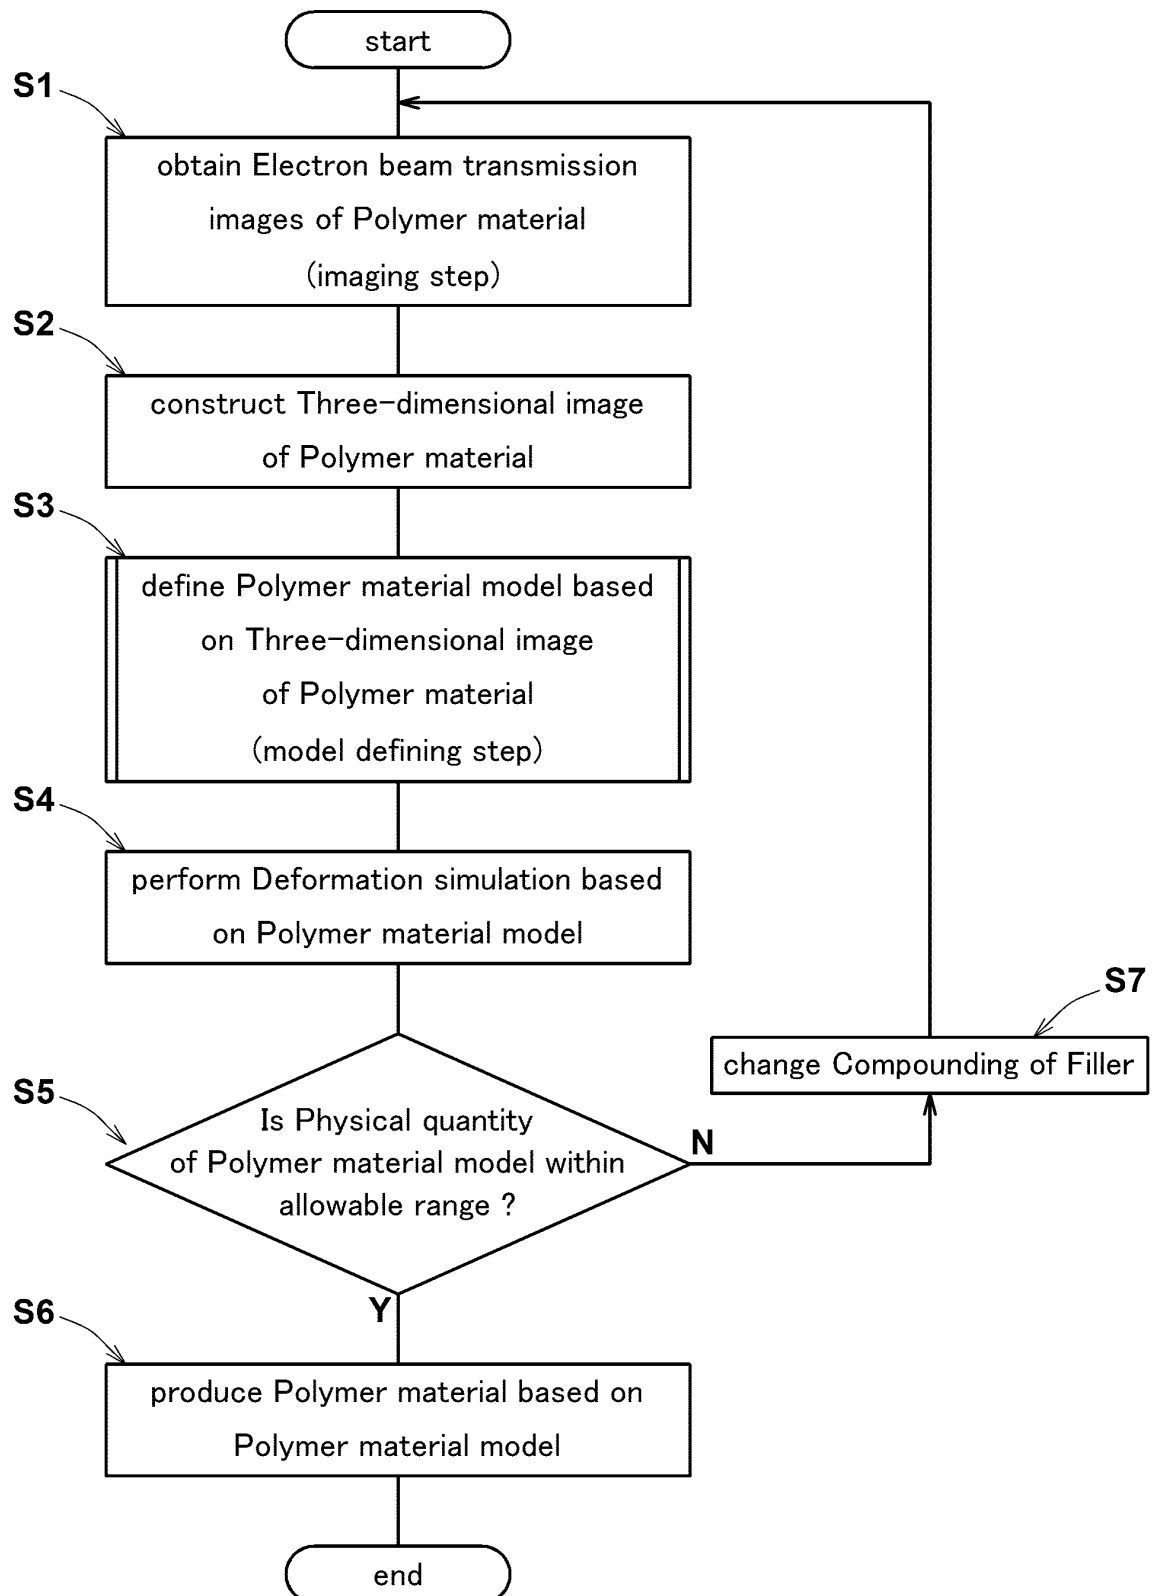 start
S1
obtain Electron beam transmission
images of Polymer material
(imaging step)
S2
construct Three-dimensional image
of Polymer material
S3
define Polymer material model based
on Three-dimensional image
of Polymer material
(model defining step)
S4
perform Deformation simulation based
on Polymer material model
S5
Is Physical quantity
of Polymer material model within
allowable range ?
N
S7
change Compounding of Filler
Y
S6
produce Polymer material based on
Polymer material model
end